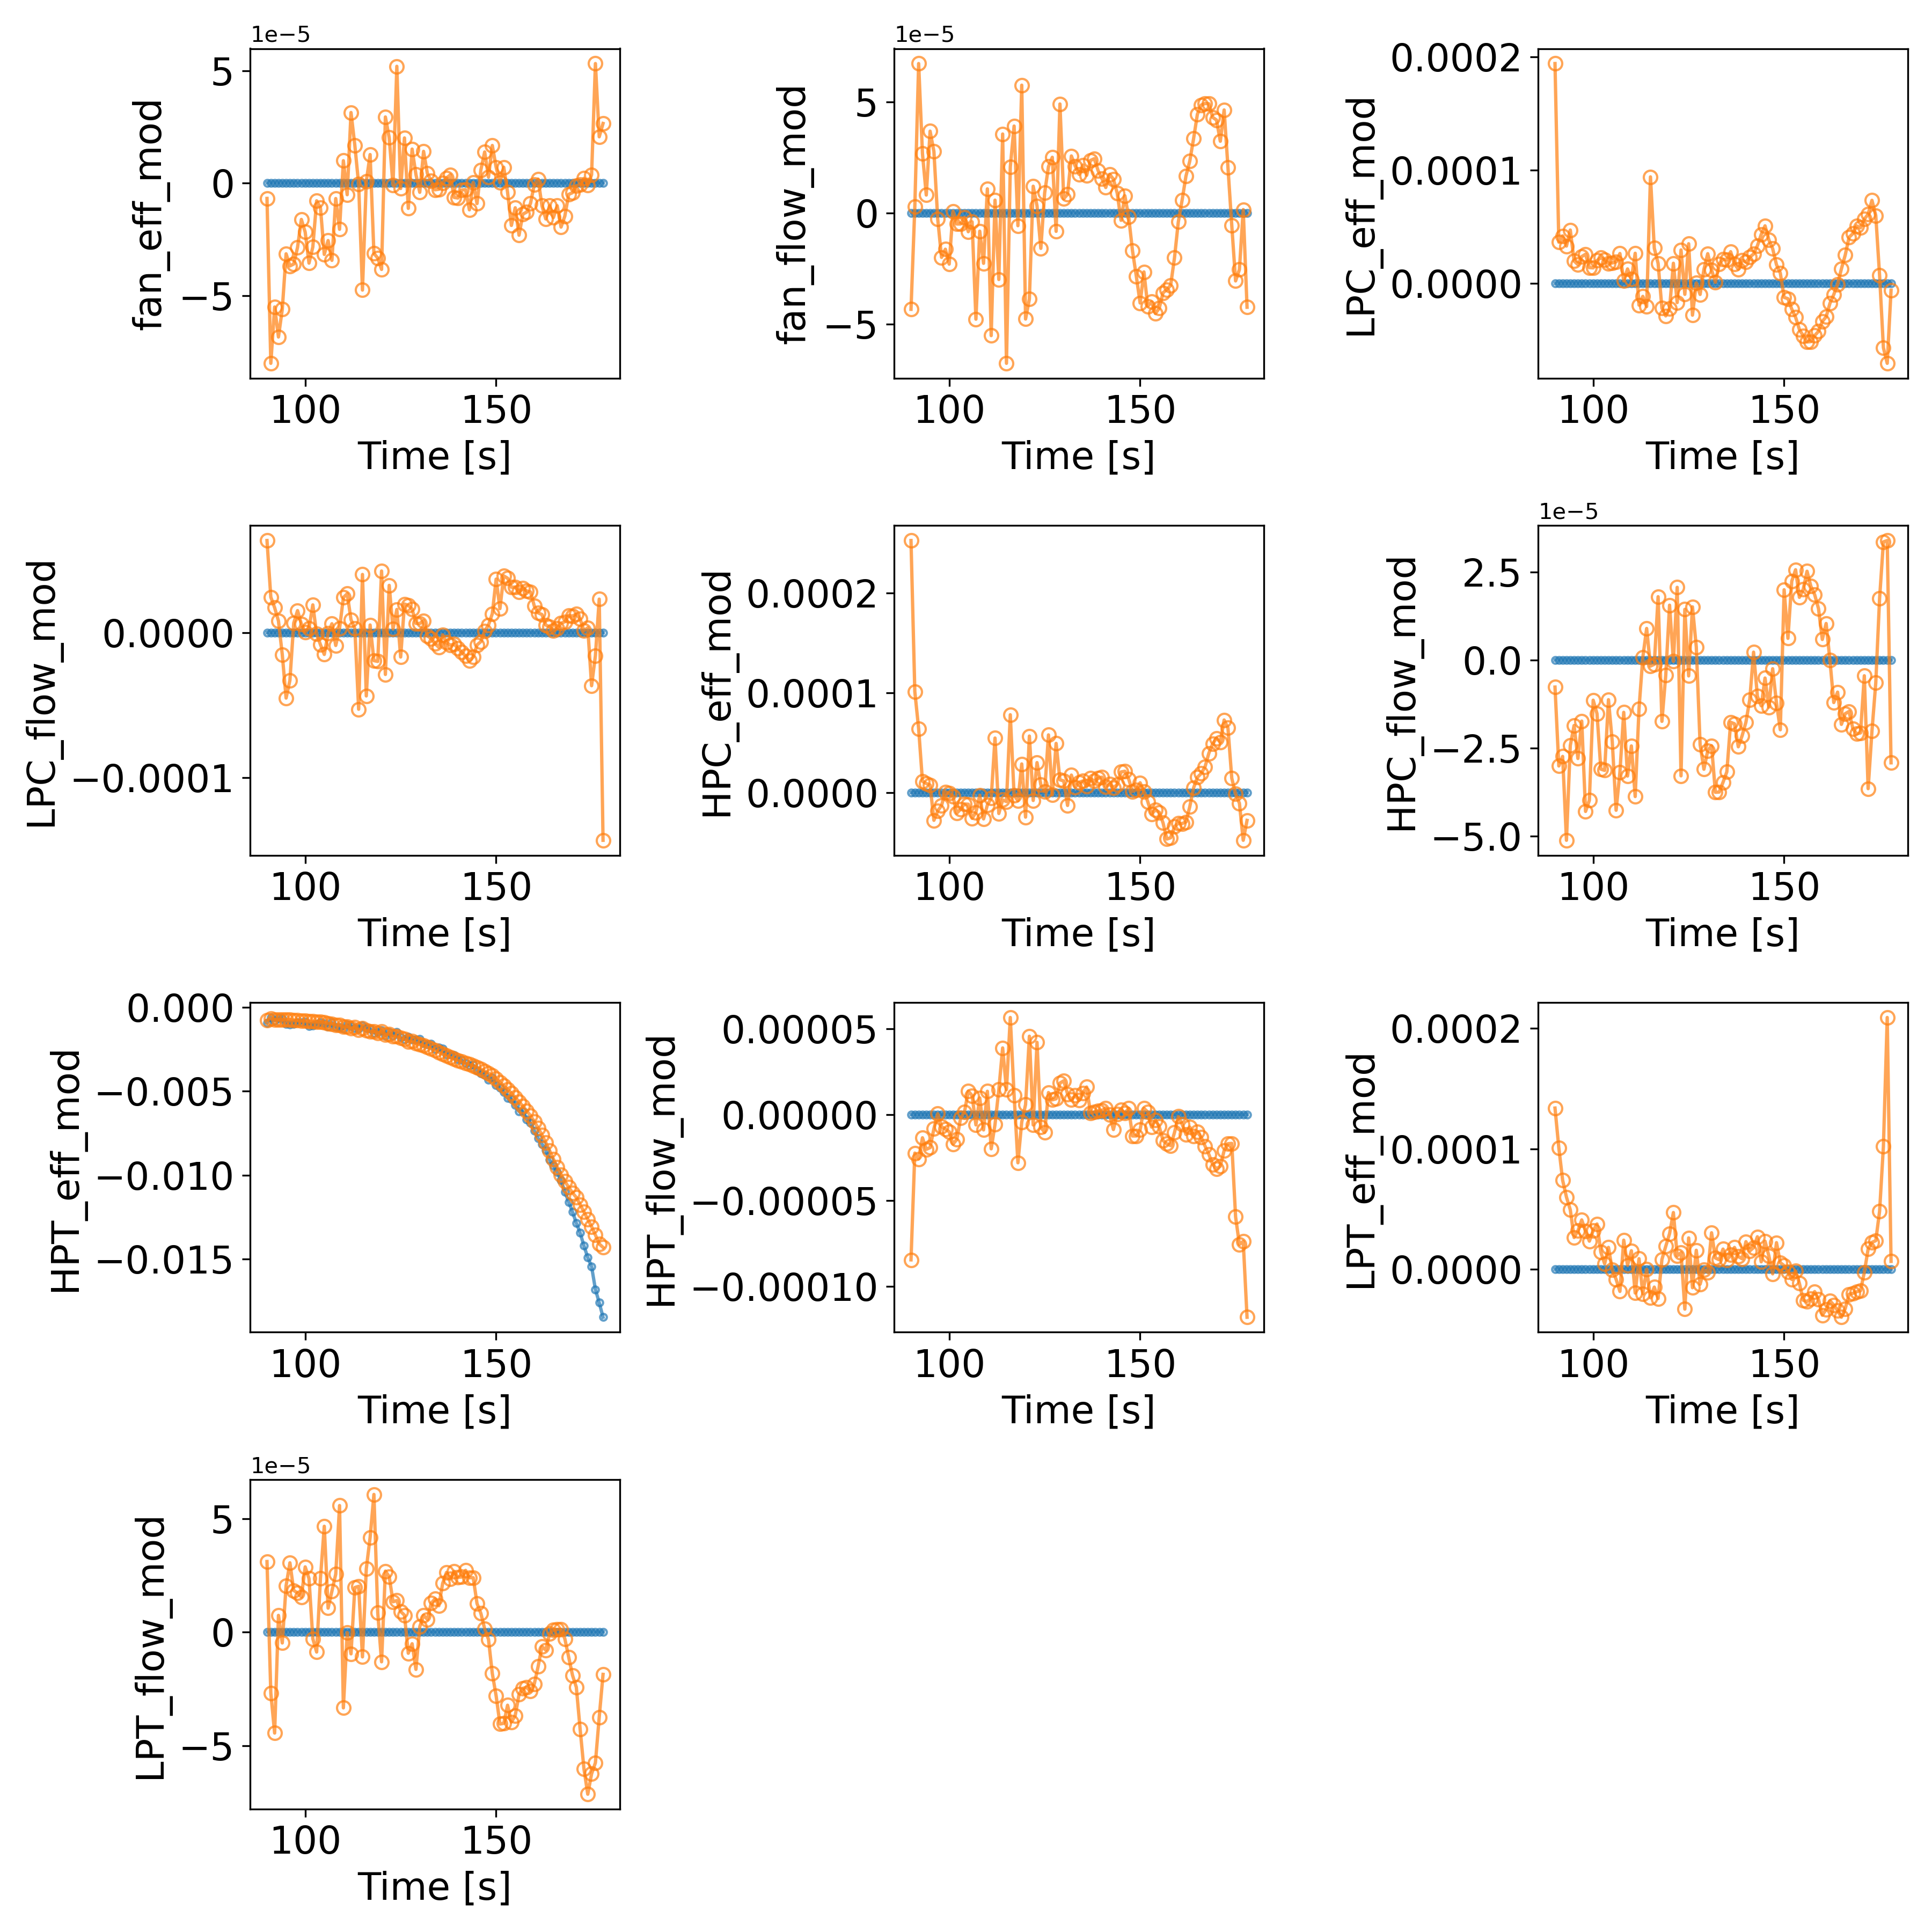 1e−5
5
0
−5
fan_eff_mod
100 150
Time [s]
1e−5
5
0
−5
fan_flow_mod
100 150
Time [s]
0.0002
0.0001
0.0000
LPC_eff_mod
100 150
Time [s]
0.0000
−0.0001
LPC_flow_mod
100 150
Time [s]
0.0002
0.0001
0.0000
HPC_eff_mod
100 150
Time [s]
1e−5
2.5
0.0
−2.5
−5.0
HPC_flow_mod
100 150
Time [s]
0.000
−0.005
−0.010
−0.015
HPT_eff_mod
100 150
Time [s]
0.00005
0.00000
−0.00005
−0.00010
HPT_flow_mod
100 150
Time [s]
0.0002
0.0001
0.0000
LPT_eff_mod
100 150
Time [s]
1e−5
5
0
−5
LPT_flow_mod
100 150
Time [s]